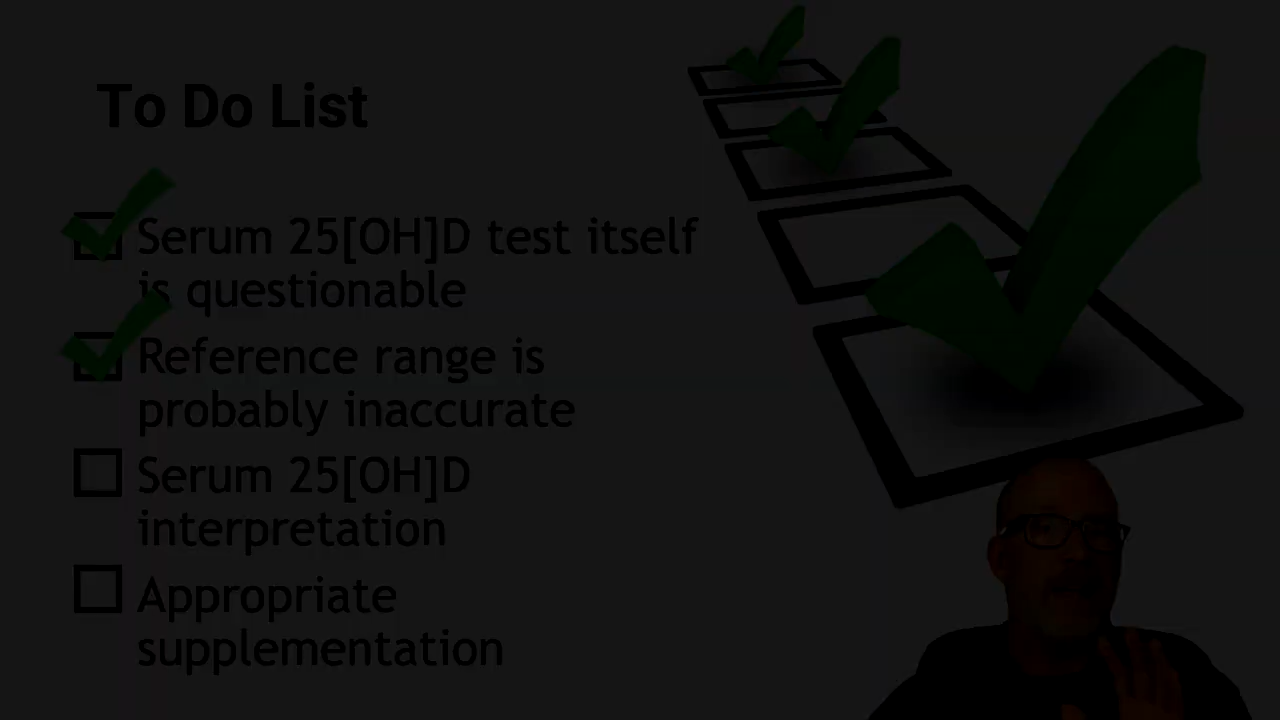 To Do List
Serum 25[OH]D test itself
is questionable
Reference range is
probably inaccurate
Serum 25[OH]D
interpretation
Appropriate
supplementation